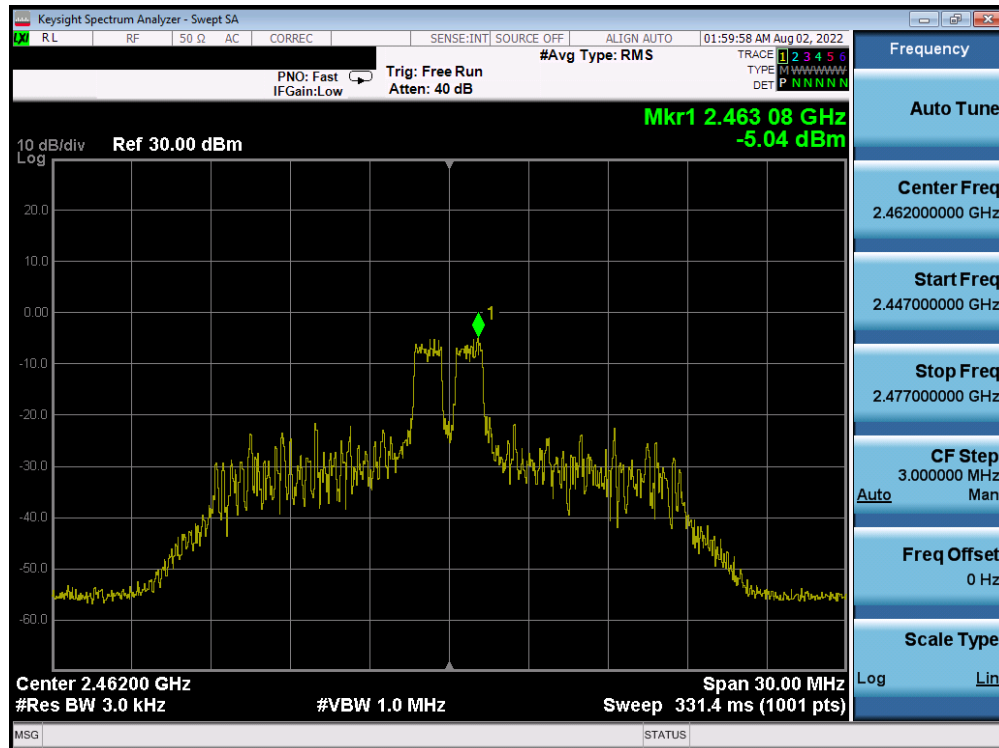 Keysight Spectrum Analyzer - Swept SA
LXI RL RF 50 Ω AC CORREC SENSE:INT SOURCE OFF ALIGN AUTO 01:59:58 AM Aug 02, 2022
#Avg Type: RMS
TRACE 1 2 3 4 5 6
TYPE M WWWWW
DET P N N N N N
PNO: Fast
IFGain:Low
Trig: Free Run
Atten: 40 dB
Mkr1 2.463 08 GHz
-5.04 dBm
10 dB/div
Log
Ref 30.00 dBm
20.0
10.0
0.00
-10.0
-20.0
-30.0
-40.0
-50.0
-60.0
1
Center 2.46200 GHz
Span 30.00 MHz
#Res BW 3.0 kHz
#VBW 1.0 MHz
Sweep 331.4 ms (1001 pts)
MSG
STATUS
Frequency
Auto Tune
Center Freq
2.462000000 GHz
Start Freq
2.447000000 GHz
Stop Freq
2.477000000 GHz
CF Step
3.000000 MHz
Auto Man
Freq Offset
0 Hz
Scale Type
Log Lin